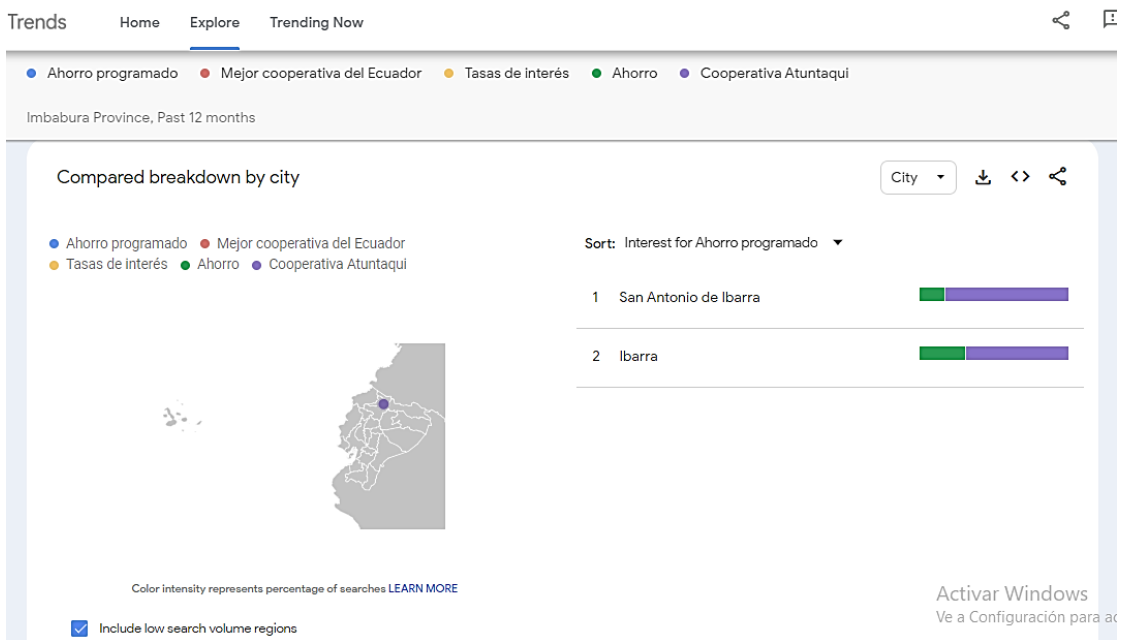 Trends Home Explore Trending Now
Ahorro programado Mejor cooperativa del Ecuador Tasas de interés Ahorro Cooperativa Atuntaqui
Imbabura Province, Past 12 months
Compared breakdown by city
City
Ahorro programado Mejor cooperativa del Ecuador
Tasas de interés Ahorro Cooperativa Atuntaqui
Sort: Interest for Ahorro programado
1 San Antonio de Ibarra
2 Ibarra
Color intensity represents percentage of searches LEARN MORE
Include low search volume regions
Activar Windows
Ve a Configuración para